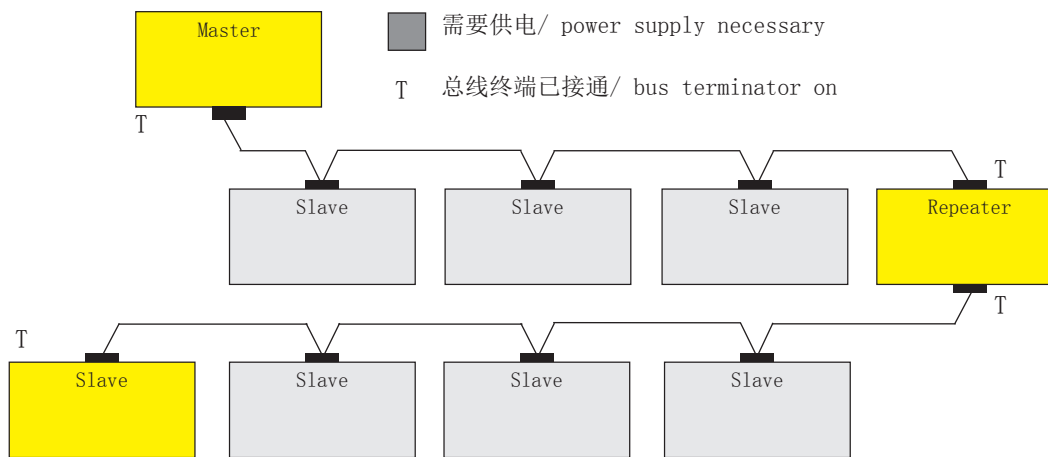 Master
需要供电/ power supply necessary
T 总线终端已接通/ bus terminator on
T
T
Slave Slave Slave Repeater
T
T
Slave Slave Slave Slave